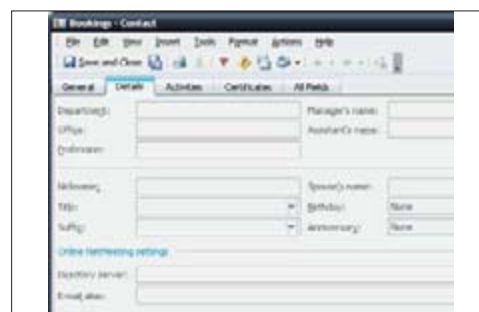 Bookings - Contact
File Edit View Insert Tools Format Actions Help
Save and Close
General Details Activities Certificates All Fields
Department: Manager's name:
Office: Assistant's name:
Profession:
Nickname: Spouse's name:
Title: Birthday: None
Suffix: Anniversary: None
Online NetMeeting settings
Directory server:
E-mail alias: